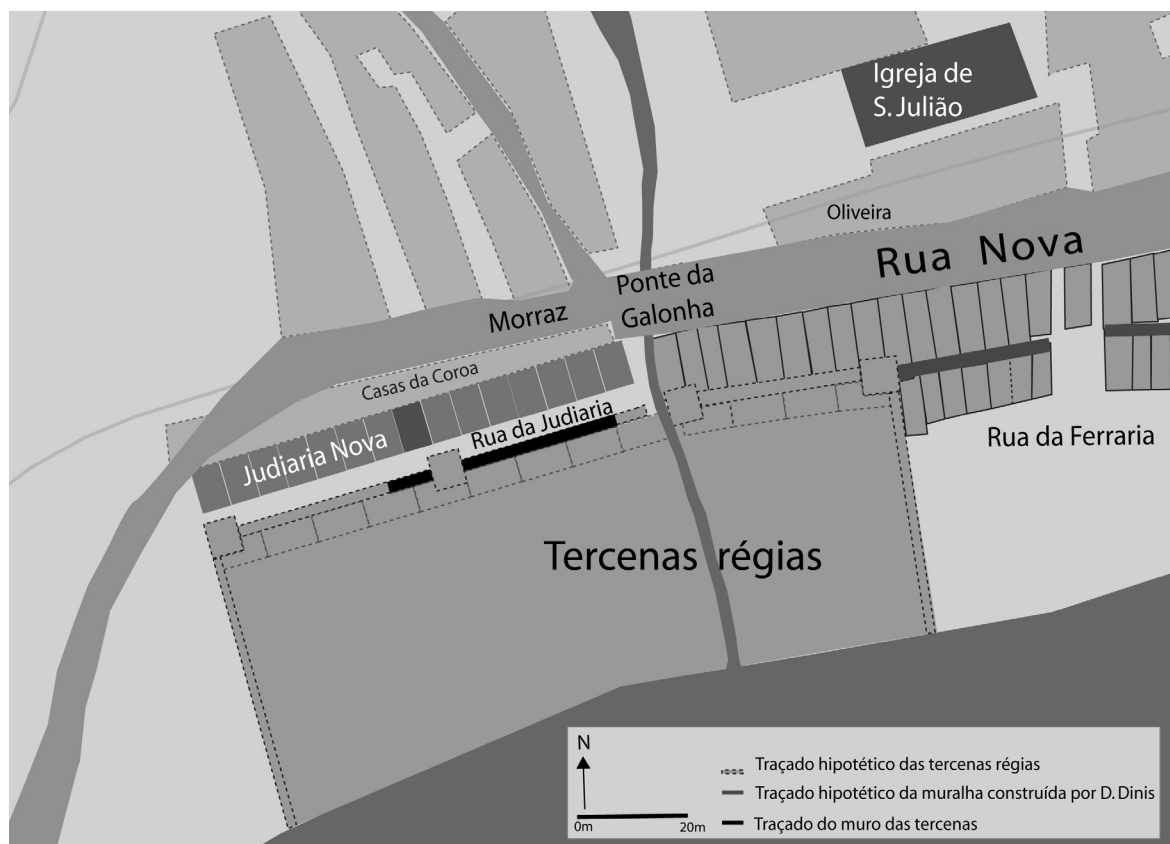 Igreja de
S. Julião
Oliveira
Rua Nova
Ponte da
Galonha
Morraz
Casas da Coroa
Judiaria Nova
Rua da Judiaria
Rua da Ferraria
Tercenas régias
N
0m
20m
Traçado hipotético das tercenas régias
Traçado hipotético da muralha construída por D. Dinis
Traçado do muro das tercenas